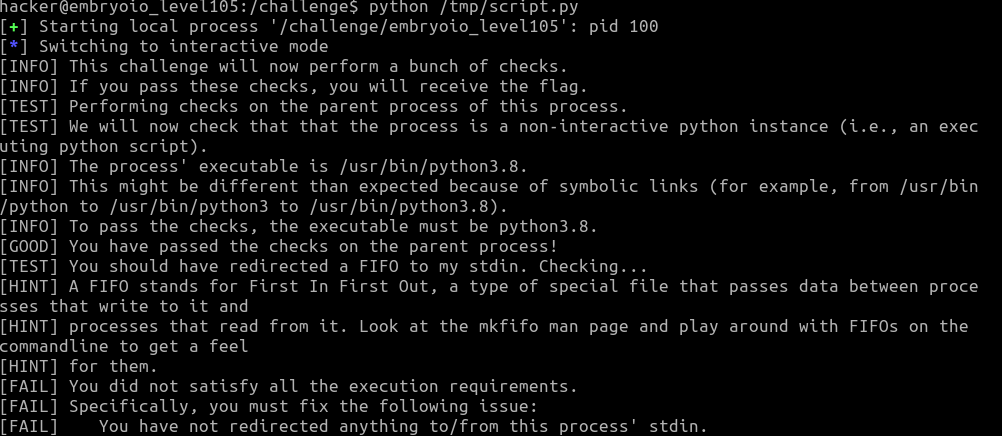 hacker@embryoio_level105:/challenge$ python /tmp/script.py
[+] Starting local process '/challenge/embryoio_level105': pid 100
[*] Switching to interactive mode
[INFO] This challenge will now perform a bunch of checks.
[INFO] If you pass these checks, you will receive the flag.
[TEST] Performing checks on the parent process of this process.
[TEST] We will now check that that the process is a non-interactive python instance (i.e., an exec
uting python script).
[INFO] The process' executable is /usr/bin/python3.8.
[INFO] This might be different than expected because of symbolic links (for example, from /usr/bin
/python to /usr/bin/python3 to /usr/bin/python3.8).
[INFO] To pass the checks, the executable must be python3.8.
[GOOD] You have passed the checks on the parent process!
[TEST] You should have redirected a FIFO to my stdin. Checking...
[HINT] A FIFO stands for First In First Out, a type of special file that passes data between proce
sses that write to it and
[HINT] processes that read from it. Look at the mkfifo man page and play around with FIFOs on the
commandline to get a feel
[HINT] for them.
[FAIL] You did not satisfy all the execution requirements.
[FAIL] Specifically, you must fix the following issue:
[FAIL]    You have not redirected anything to/from this process' stdin.